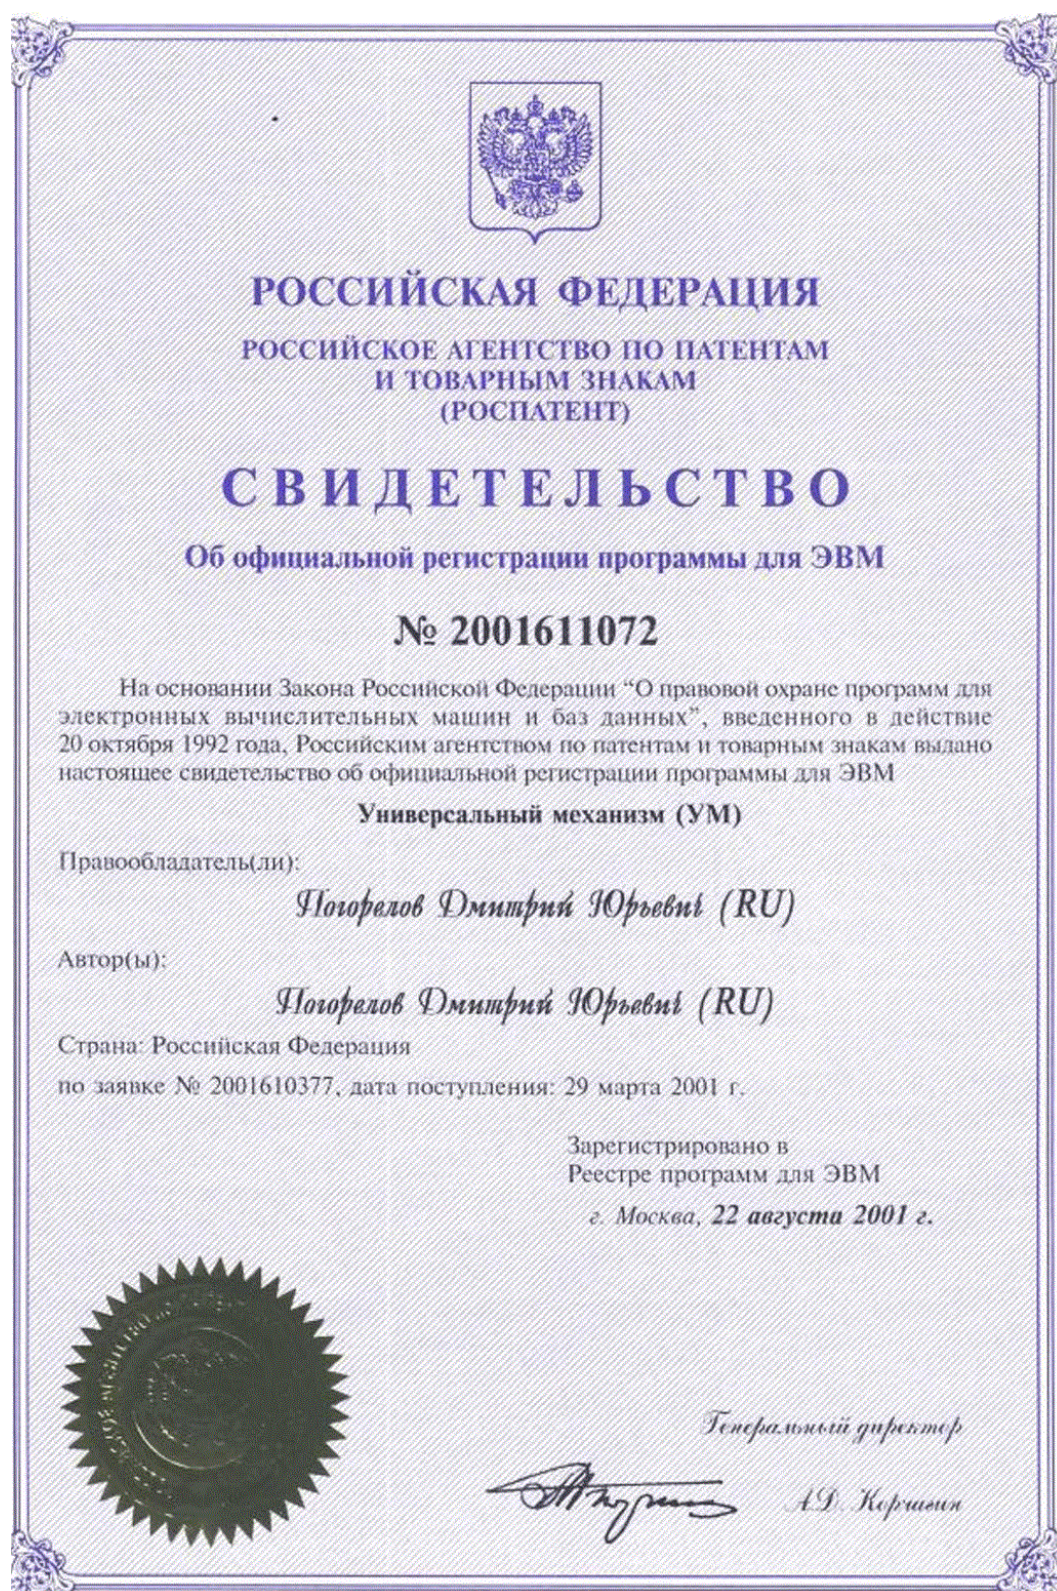 РОССИЙСКАЯ ФЕДЕРАЦИЯ
РОССИЙСКОЕ АГЕНТСТВО ПО ПАТЕНТАМ
И ТОВАРНЫМ ЗНАКАМ
(РОСПАТЕНТ)
СВИДЕТЕЛЬСТВО
Об официальной регистрации программы для ЭВМ
№ 2001611072
На основании Закона Российской Федерации “О правовой охране программ для
электронных вычислительных машин и баз данных”, введенного в действие
20 октября 1992 года, Российским агентством по патентам и товарным знакам выдано
настоящее свидетельство об официальной регистрации программы для ЭВМ
Универсальный механизм (УМ)
Правообладатель(ли):
Погорелов Дмитрий Юрьевич (RU)
Автор(ы):
Погорелов Дмитрий Юрьевич (RU)
Страна: Российская Федерация
по заявке № 2001610377, дата поступления: 29 марта 2001 г.
Зарегистрировано в
Реестре программ для ЭВМ
г. Москва, 22 августа 2001 г.
Генеральный директор
А.Д. Корчагин